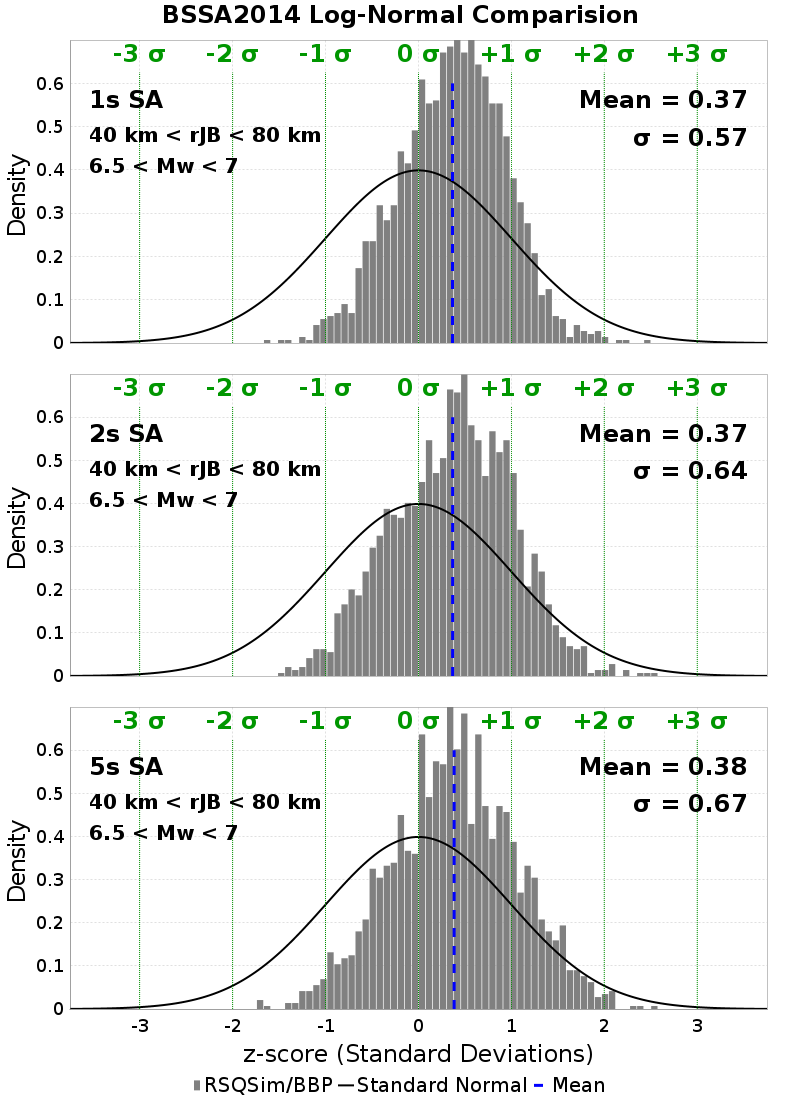 BSSA2014 Log-Normal Comparision
-3 σ -2 σ -1 σ 0 σ +1 σ +2 σ +3 σ
1s SA
40 km < rJB < 80 km
6.5 < Mw < 7
Mean = 0.37
σ = 0.57
Density
0.6
0.5
0.4
0.3
0.2
0.1
0
-3 σ -2 σ -1 σ 0 σ +1 σ +2 σ +3 σ
2s SA
40 km < rJB < 80 km
6.5 < Mw < 7
Mean = 0.37
σ = 0.64
Density
0.6
0.5
0.4
0.3
0.2
0.1
0
-3 σ -2 σ -1 σ 0 σ +1 σ +2 σ +3 σ
5s SA
40 km < rJB < 80 km
6.5 < Mw < 7
Mean = 0.38
σ = 0.67
Density
0.6
0.5
0.4
0.3
0.2
0.1
0
-3 -2 -1 0 1 2 3
z-score (Standard Deviations)
RSQSim/BBP Standard Normal Mean